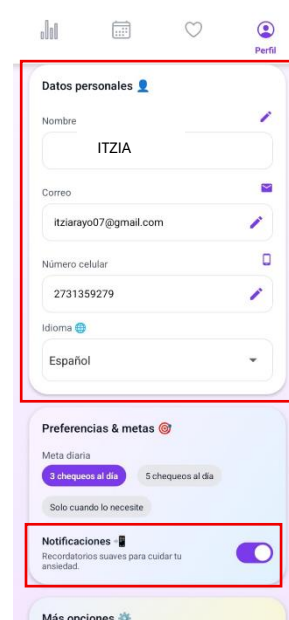 Perfil
Datos personales 👤
Nombre
ITZIA
Correo
itziarayo07@gmail.com
Número celular
2731359279
Idioma 🌐
Español
Preferencias & metas 🎯
Meta diaria
3 chequeos al día 5 chequeos al día
Solo cuando lo necesite
Notificaciones 📲
Recordatorios suaves para cuidar tu
ansiedad.
Más opciones ⚙️